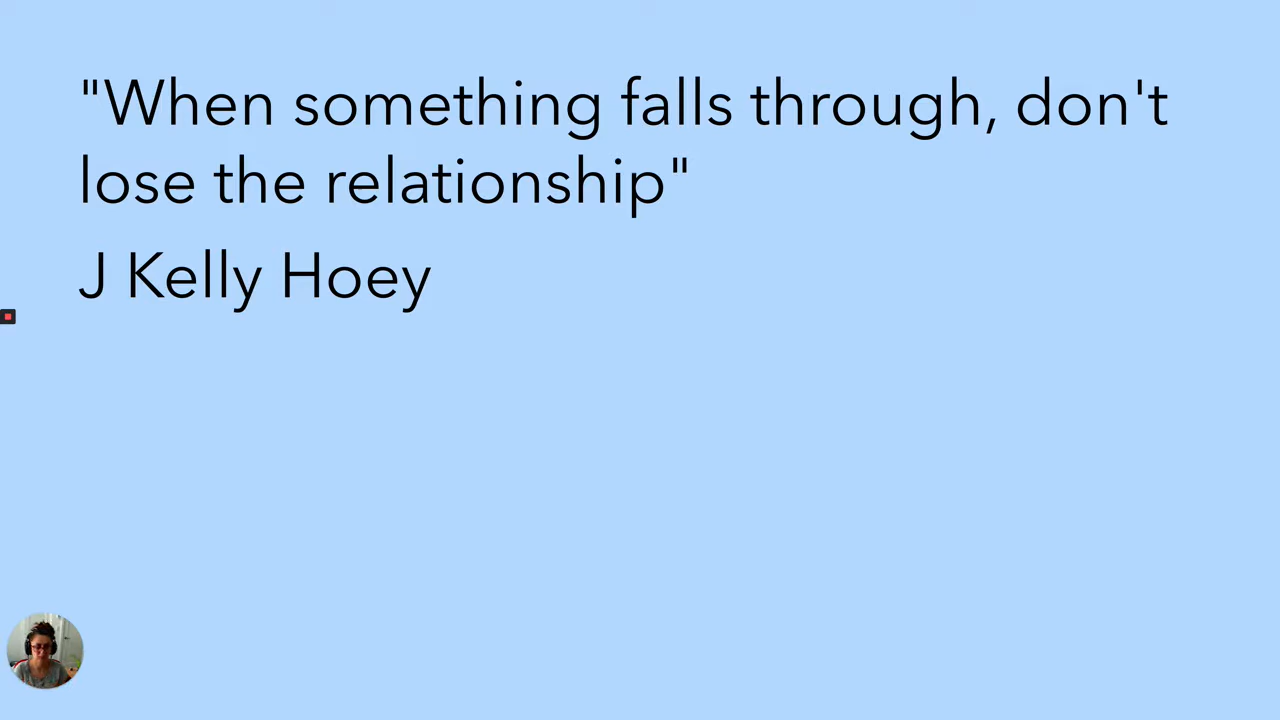 "When something falls through, don't
lose the relationship"
J Kelly Hoey